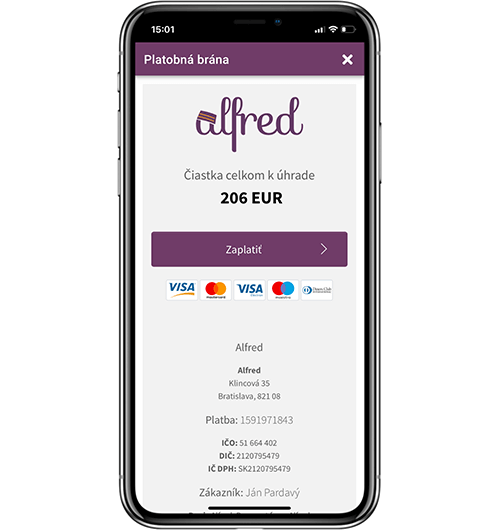 15:01
Platobná brána
alfred
Čiastka celkom k úhrade
206 EUR
Zaplatiť
VISA mastercard VISA Electron maestro Diners Club
Alfred
Alfred
Klincová 35
Bratislava, 821 08
Platba: 1591971843
IČO: 51 664 402
DIČ: 2120795479
IČ DPH: SK2120795479
Zákazník: Ján Pardavý